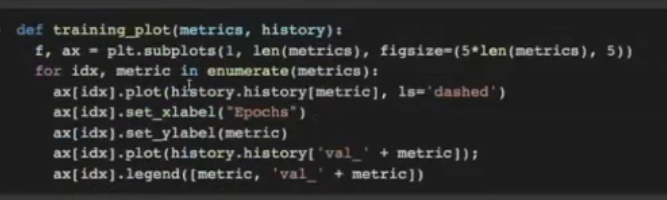 def training_plot(metrics, history):
f, ax = plt.subplots(1, len(metrics), figsize=(5*len(metrics), 5))
for idx, metric in enumerate(metrics):
ax[idx].plot(history.history[metric], ls='dashed')
ax[idx].set_xlabel("Epochs")
ax[idx].set_ylabel(metric)
ax[idx].plot(history.history['val_' + metric]);
ax[idx].legend([metric, 'val_' + metric])